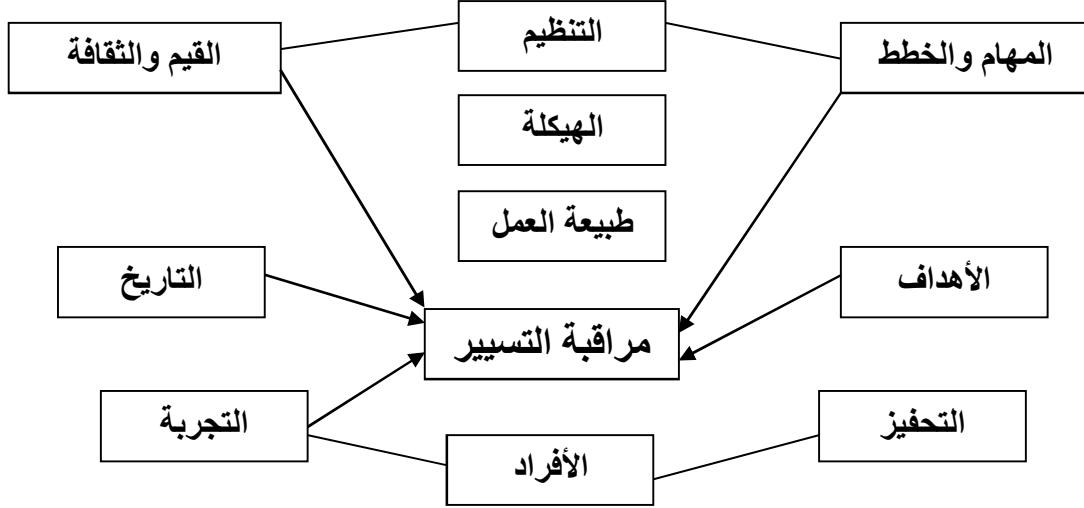 التنظيم
المهام والخطط
القيم والثقافة
الهيكلة
طبيعة العمل
الأهداف
التاريخ
مراقبة التسيير
التحفيز
التجربة
الأفراد